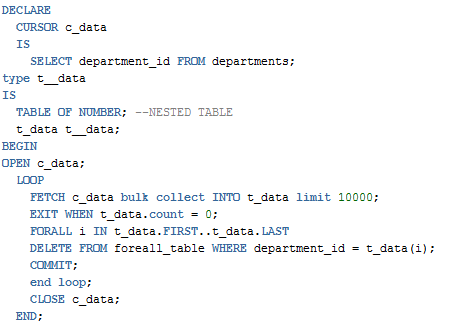 DECLARE
CURSOR c_data
IS
SELECT department_id FROM departments;
type t__data
IS
TABLE OF NUMBER; --NESTED TABLE
t_data t__data;
BEGIN
OPEN c_data;
LOOP
FETCH c_data bulk collect INTO t_data limit 10000;
EXIT WHEN t_data.count = 0;
FORALL i IN t_data.FIRST..t_data.LAST
DELETE FROM foreall_table WHERE department_id = t_data(i);
COMMIT;
end loop;
CLOSE c_data;
END;